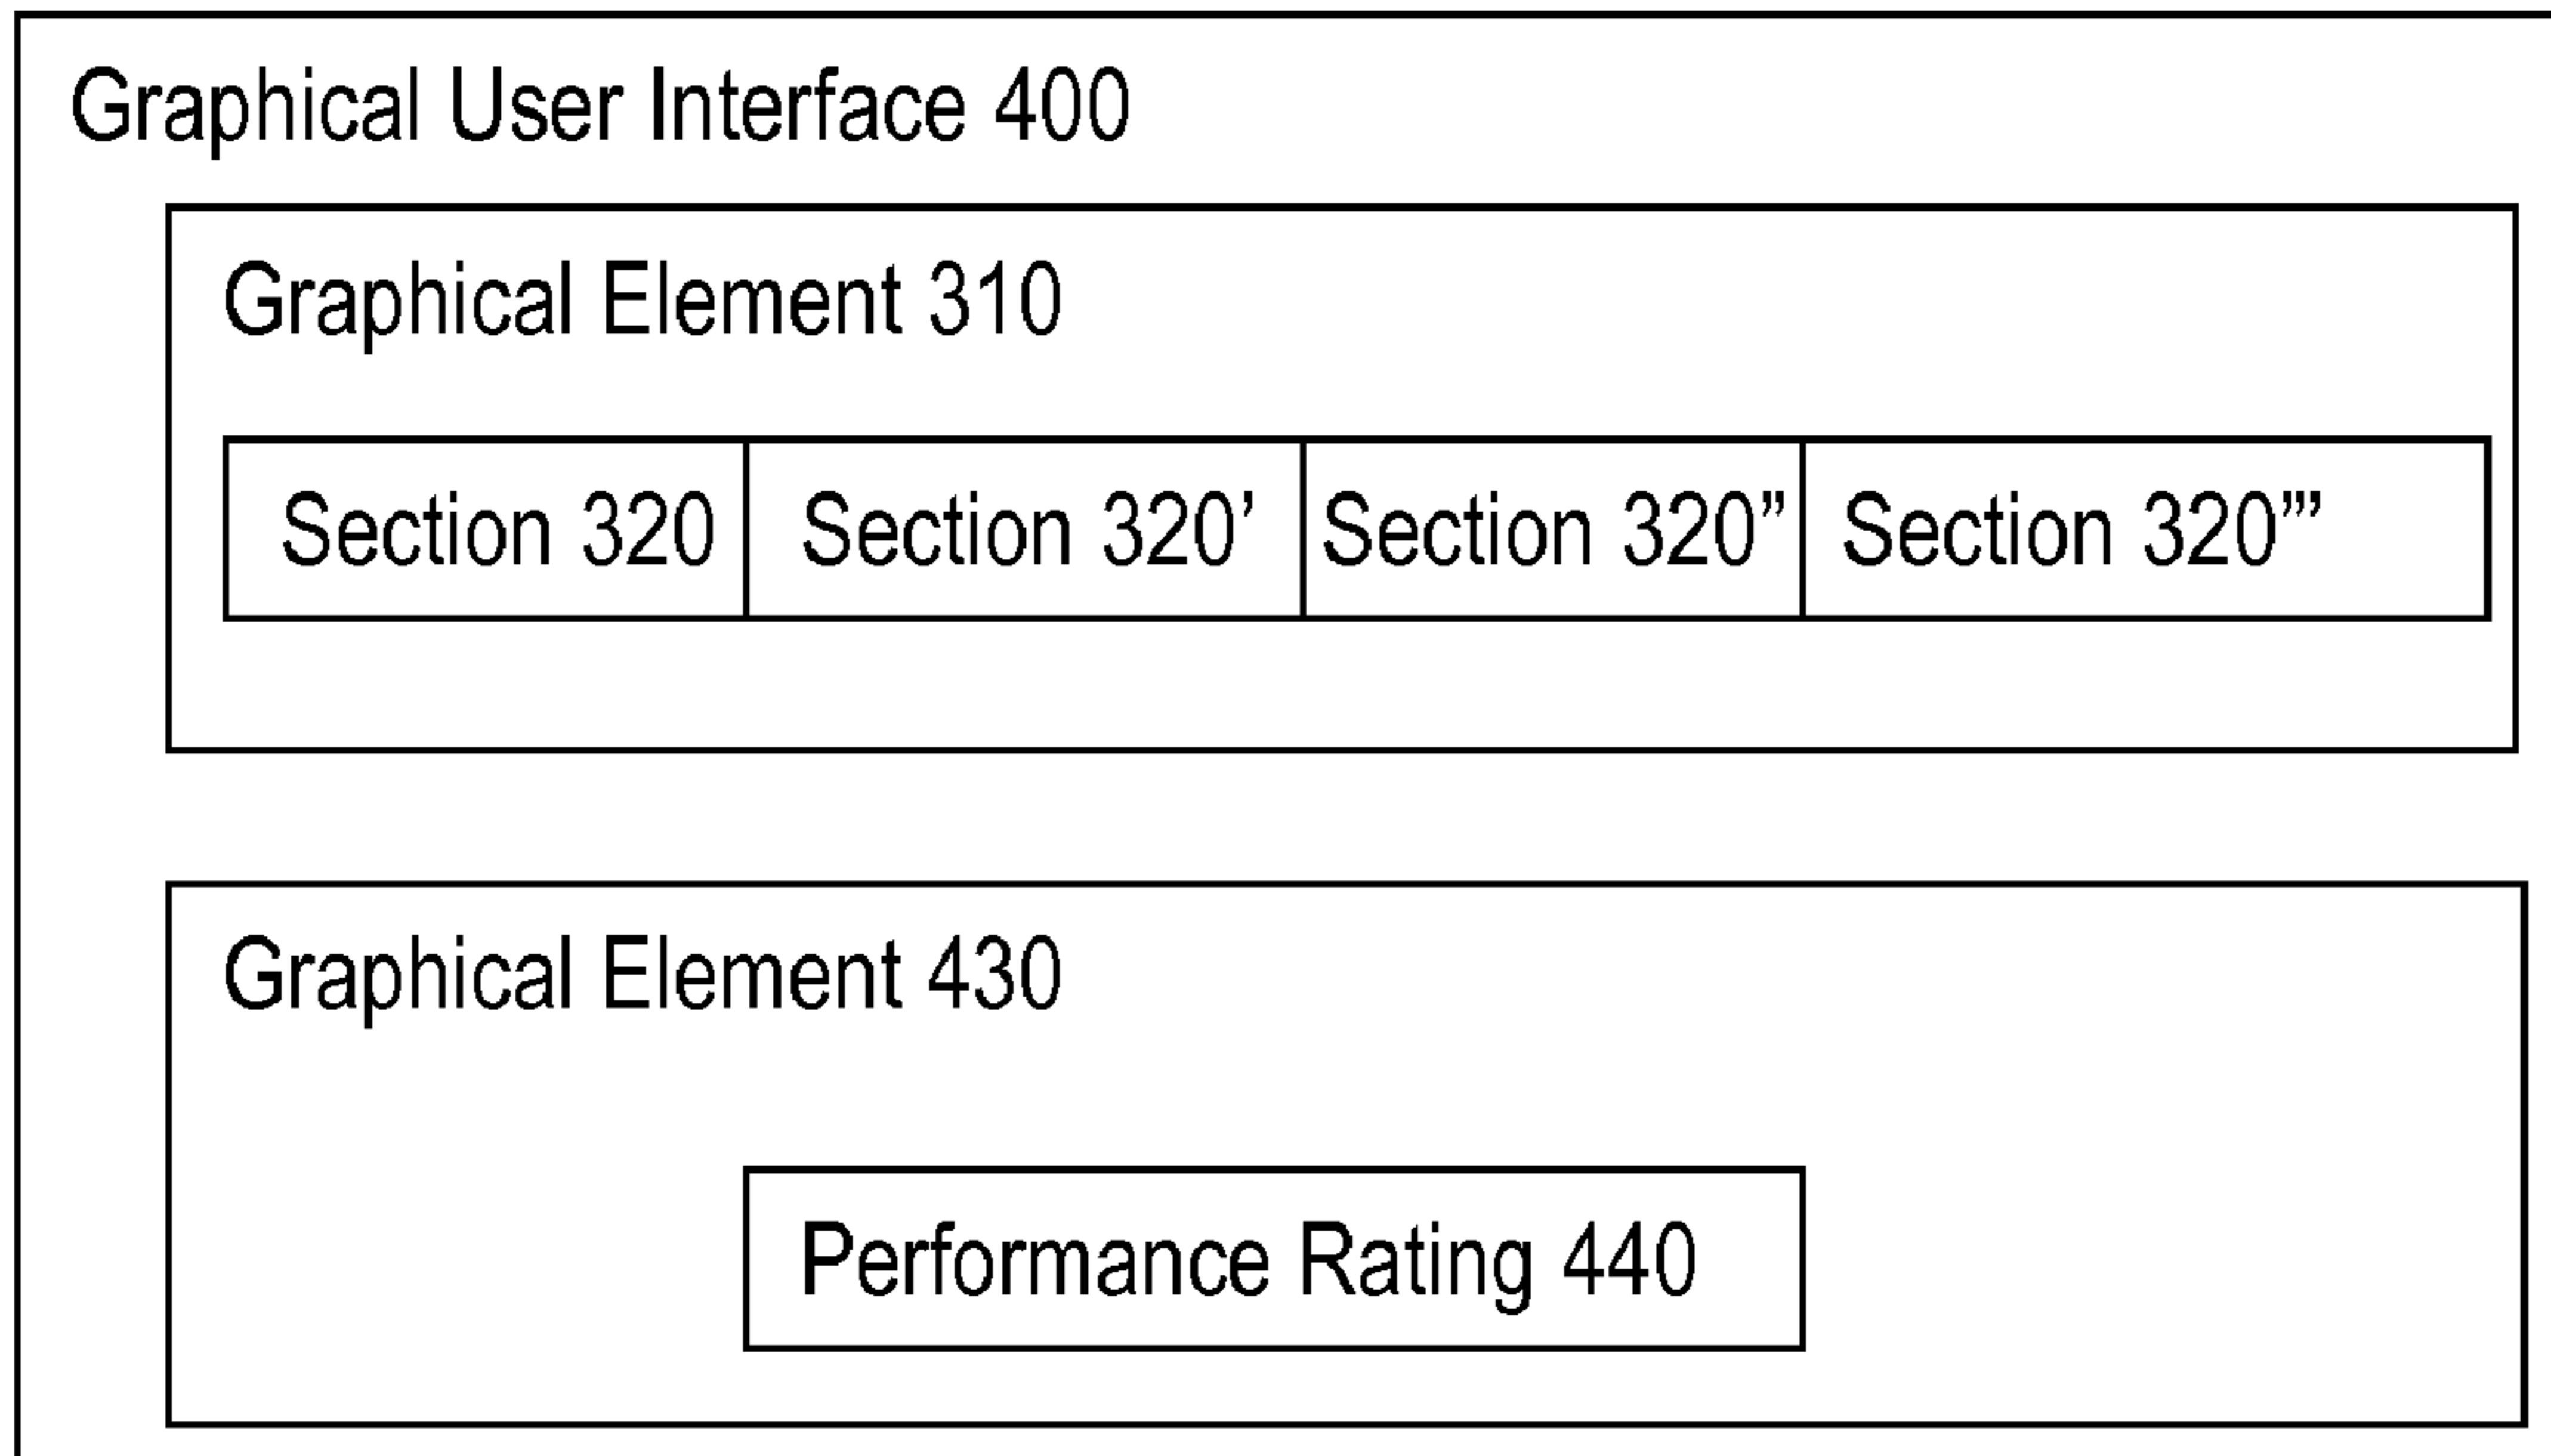 Graphical User Interface 400
Graphical Element 310
Section 320 Section 320’ Section 320” Section 320”’
Graphical Element 430
Performance Rating 440